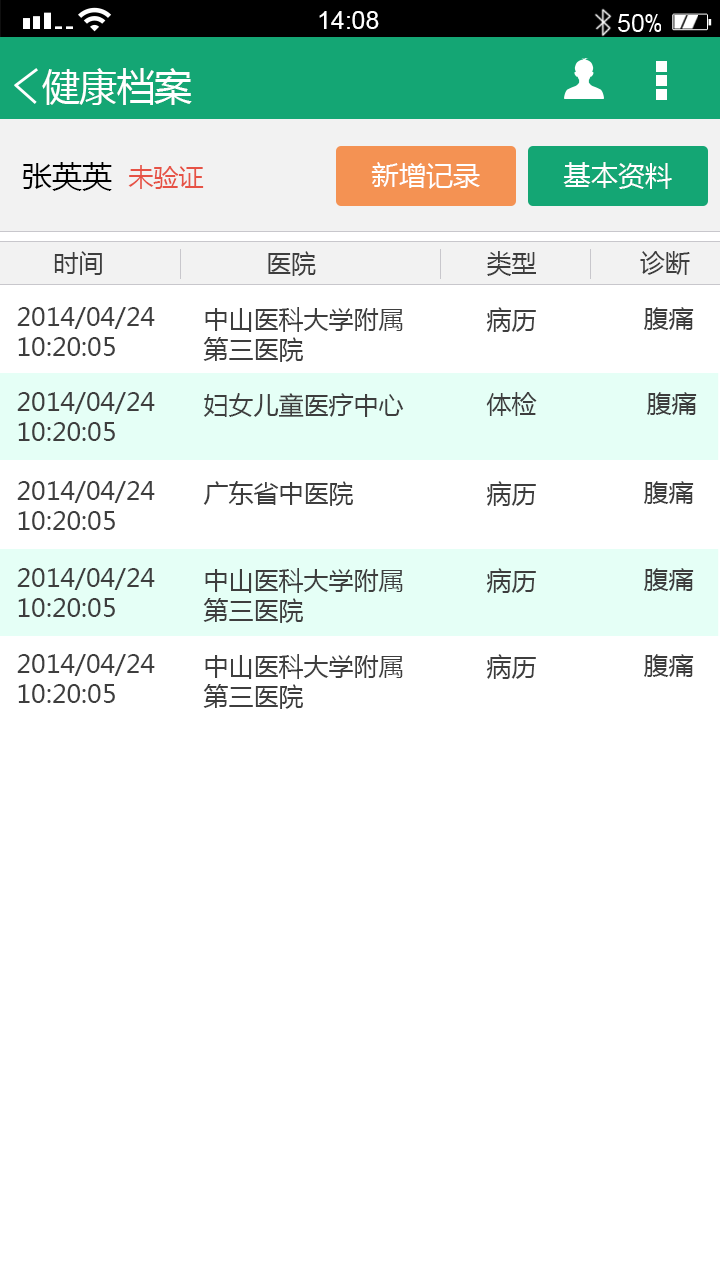 14:08 50%
健康档案
张英英 未验证 新增记录 基本资料
时间 医院 类型 诊断
2014/04/24 中山医科大学附属 病历 腹痛
10:20:05 第三医院
2014/04/24 妇女儿童医疗中心 体检 腹痛
10:20:05
2014/04/24 广东省中医院 病历 腹痛
10:20:05
2014/04/24 中山医科大学附属 病历 腹痛
10:20:05 第三医院
2014/04/24 中山医科大学附属 病历 腹痛
10:20:05 第三医院